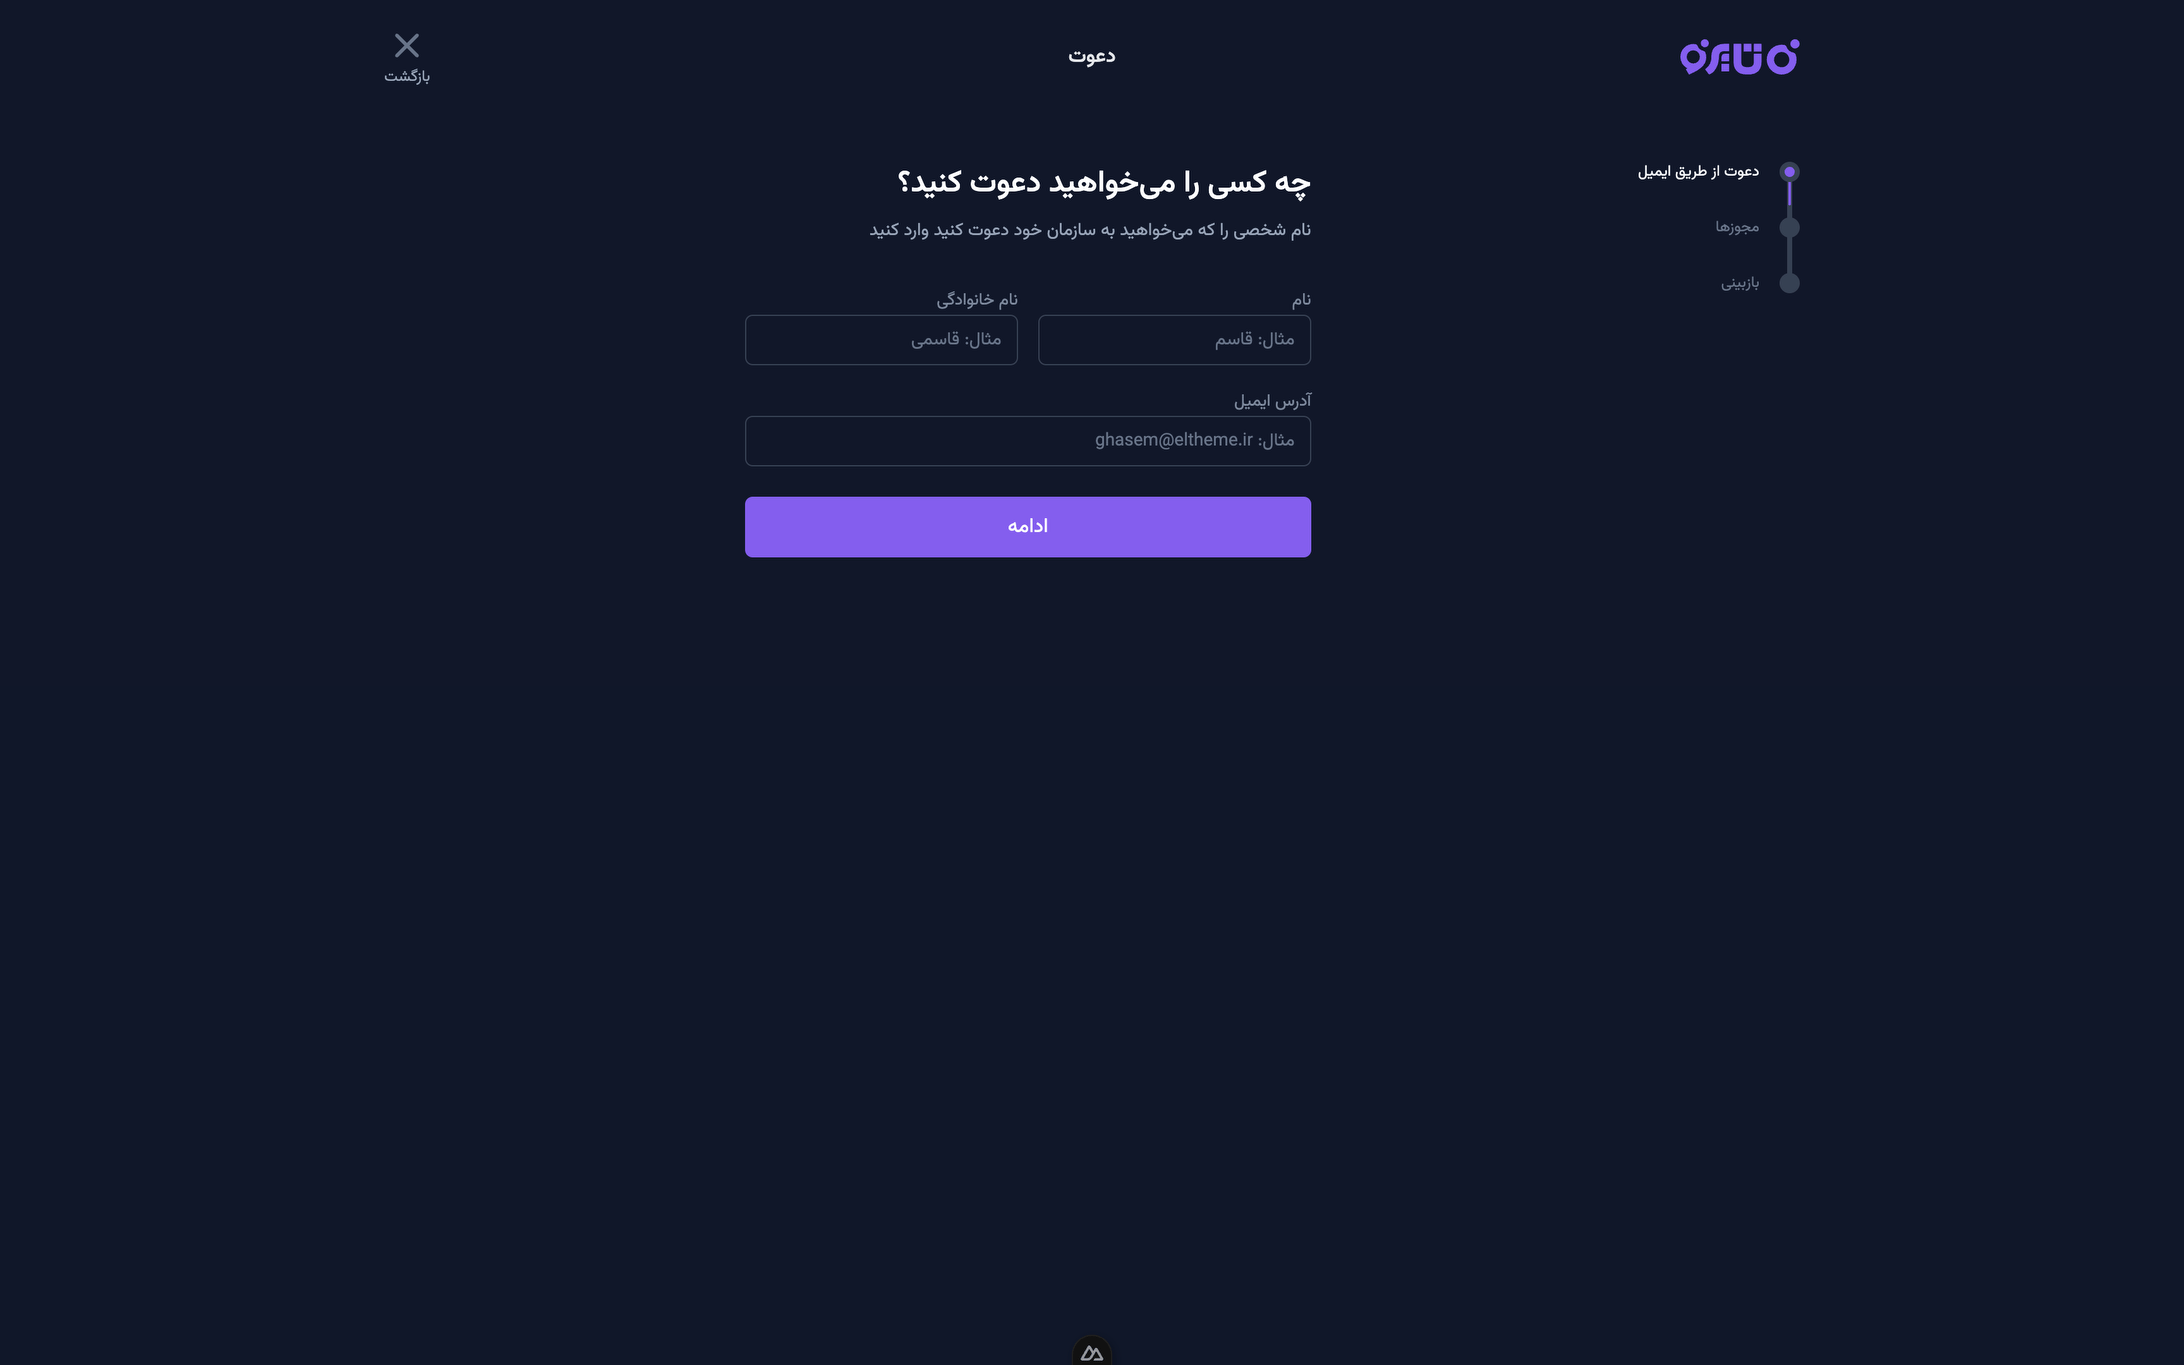 دعوت
بازگشت
دعوت از طریق ایمیل
مجوزها
بازبینی
چه کسی را می‌خواهید دعوت کنید؟
نام شخصی را که می‌خواهید به سازمان خود دعوت کنید وارد کنید
نام
مثال: قاسم
نام خانوادگی
مثال: قاسمی
آدرس ایمیل
مثال: ghasem@eltheme.ir
ادامه